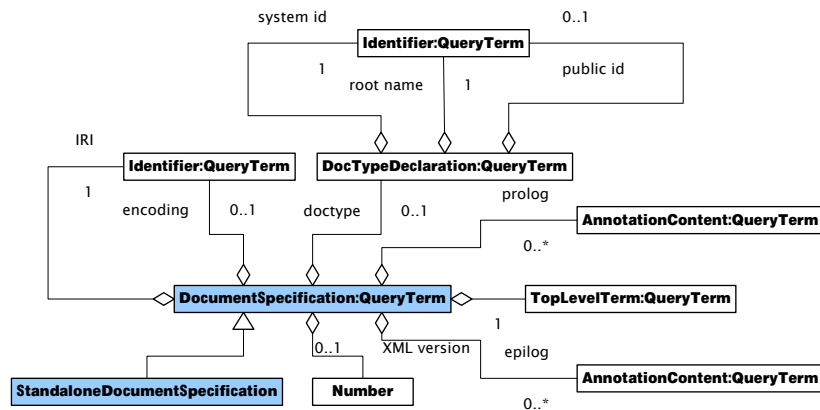 system id
0..1
Identifier:QueryTerm
1
root name
1
public id
IRI
Identifier:QueryTerm
DocTypeDeclaration:QueryTerm
1
encoding
0..1
doctype
0..1
prolog
AnnotationContent:QueryTerm
0..*
DocumentSpecification:QueryTerm
TopLevelTerm:QueryTerm
1
0..1
XML version
epilog
StandaloneDocumentSpecification
Number
AnnotationContent:QueryTerm
0..*